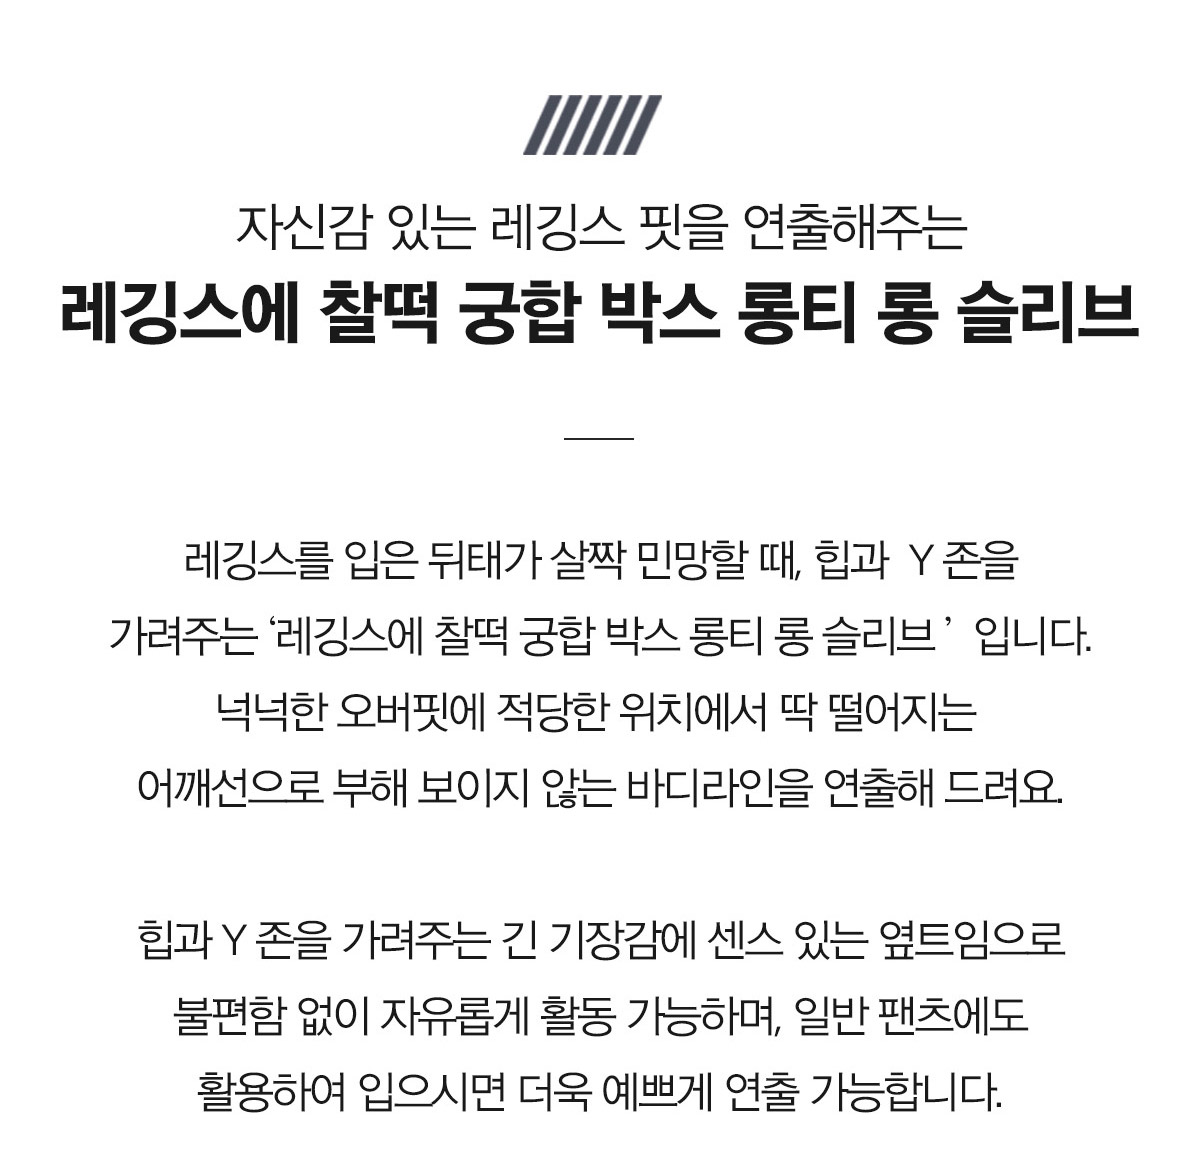 자신감 있는 레깅스 핏을 연출해주는
레깅스에 찰떡 궁합 박스 롱티 롱 슬리브
레깅스를 입은 뒤태가 살짝 민망할 때, 힙과 Y 존을
가려주는 ‘레깅스에 찰떡 궁합 박스 롱티 롱 슬리브 ’ 입니다.
넉넉한 오버핏에 적당한 위치에서 딱 떨어지는
어깨선으로 부해 보이지 않는 바디라인을 연출해 드려요.
힙과 Y 존을 가려주는 긴 기장감에 센스 있는 옆트임으로
불편함 없이 자유롭게 활동 가능하며, 일반 팬츠에도
활용하여 입으시면 더욱 예쁘게 연출 가능합니다.